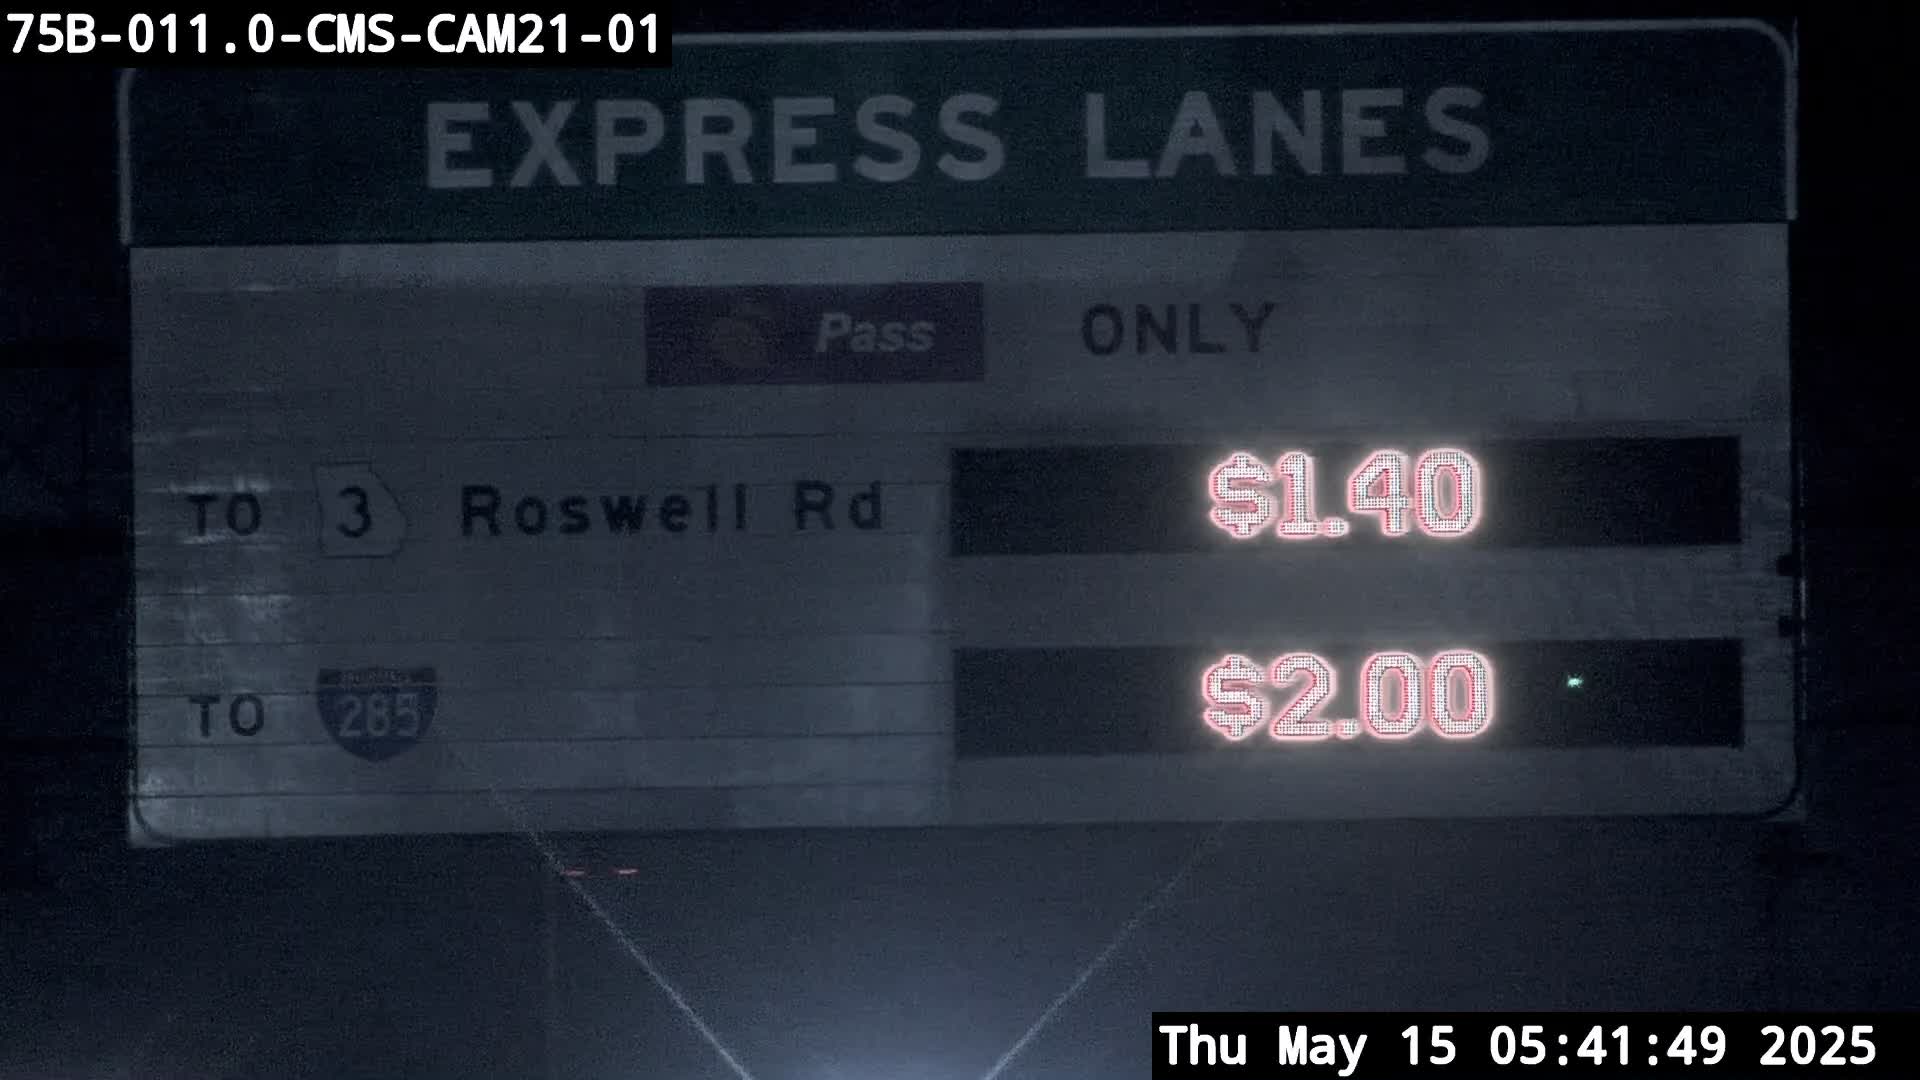 75B-011.0-CMS-CAM21-01
EXPRESS LANES
Pass ONLY
TO 3 Roswell Rd $1.40
TO 285 $2.00
Thu May 15 05:41:49 2025